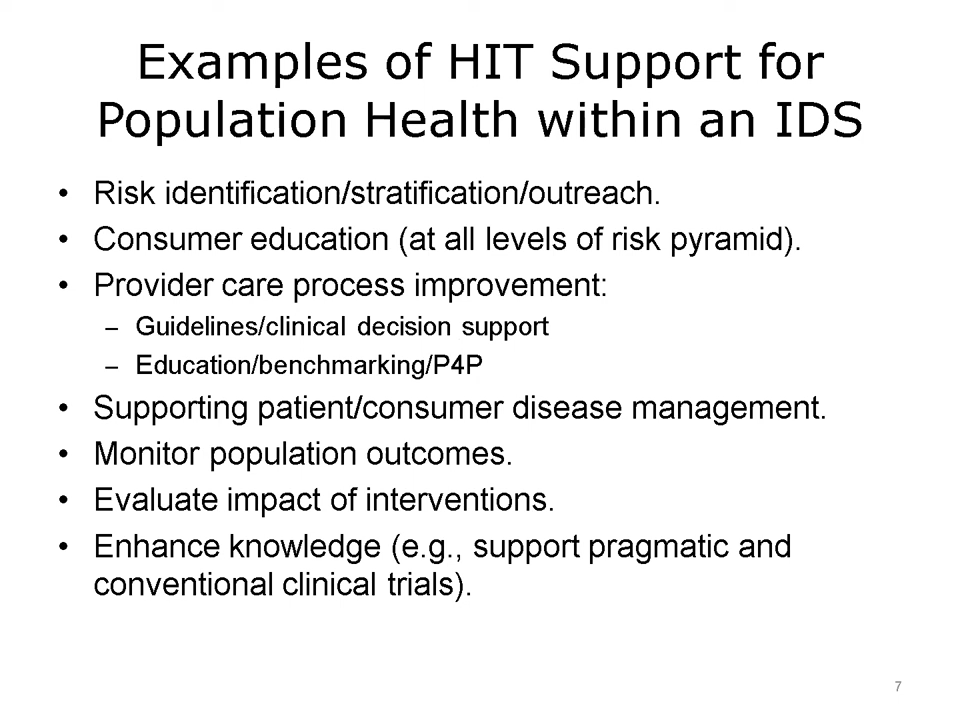 Examples of HIT Support for
Population Health within an IDS
• Risk identification/stratification/outreach.
• Consumer education (at all levels of risk pyramid).
• Provider care process improvement:
– Guidelines/clinical decision support
– Education/benchmarking/P4P
• Supporting patient/consumer disease management.
• Monitor population outcomes.
• Evaluate impact of interventions.
• Enhance knowledge (e.g., support pragmatic and
conventional clinical trials).
7